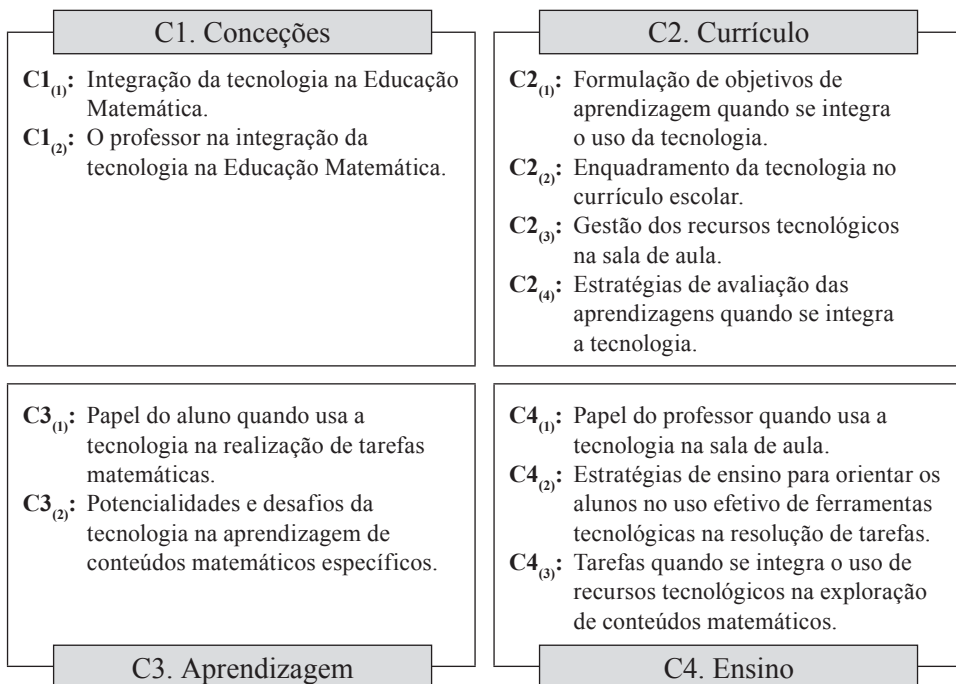 C1. Conceções
C1(1): Integração da tecnologia na Educação
Matemática.
C1(2): O professor na integração da
tecnologia na Educação Matemática.
C2. Currículo
C2(1): Formulação de objetivos de
aprendizagem quando se integra
o uso da tecnologia.
C2(2): Enquadramento da tecnologia no
currículo escolar.
C2(3): Gestão dos recursos tecnológicos
na sala de aula.
C2(4): Estratégias de avaliação das
aprendizagens quando se integra
a tecnologia.
C3(1): Papel do aluno quando usa a
tecnologia na realização de tarefas
matemáticas.
C3(2): Potencialidades e desafios da
tecnologia na aprendizagem de
conteúdos matemáticos específicos.
C3. Aprendizagem
C4(1): Papel do professor quando usa a
tecnologia na sala de aula.
C4(2): Estratégias de ensino para orientar os
alunos no uso efetivo de ferramentas
tecnológicas na resolução de tarefas.
C4(3): Tarefas quando se integra o uso de
recursos tecnológicos na exploração
de conteúdos matemáticos.
C4. Ensino